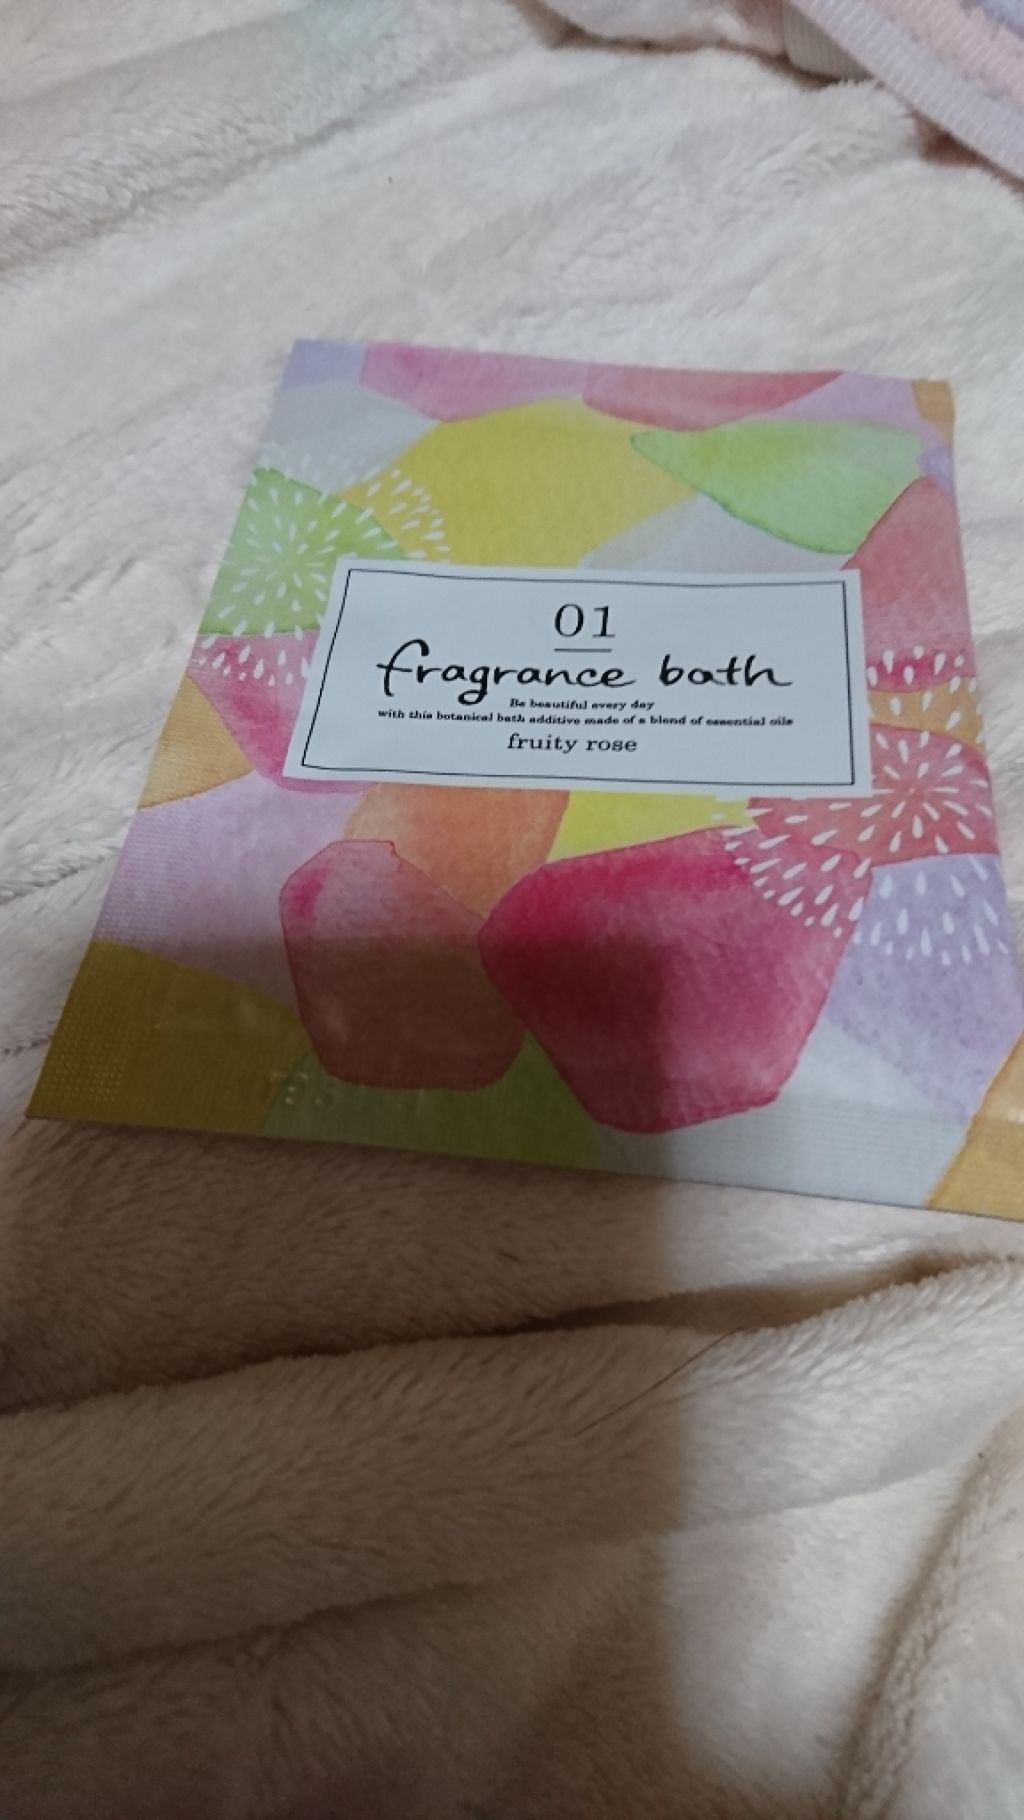 01
fragrance bath
Be beautiful every day
with this botanical bath additive made of a blend of essential oils
fruity rose